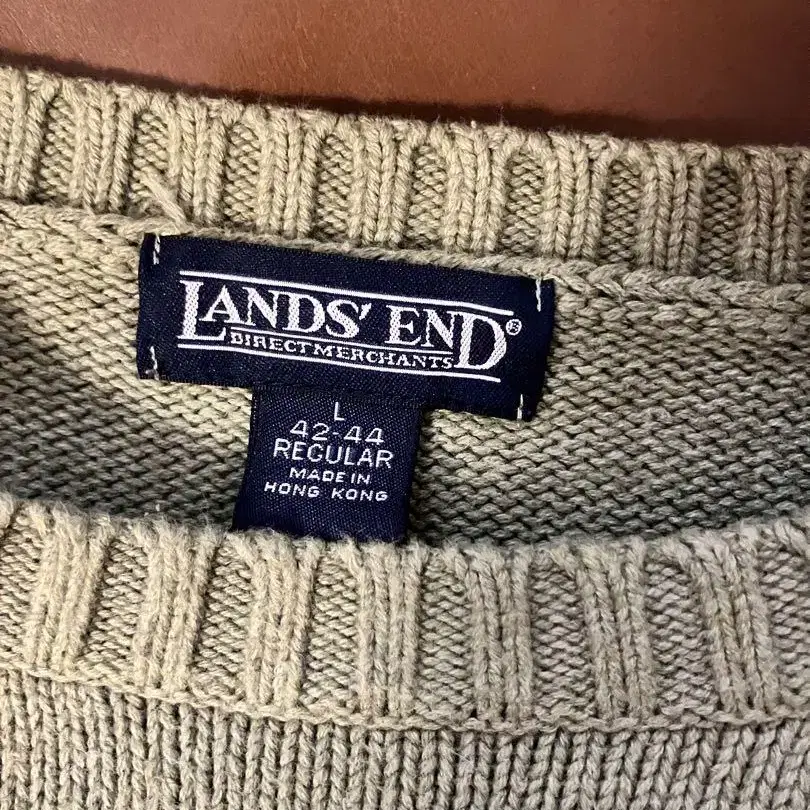 LANDS' END®
DIRECT MERCHANTS
L
42-44
REGULAR
MADE IN
HONG KONG